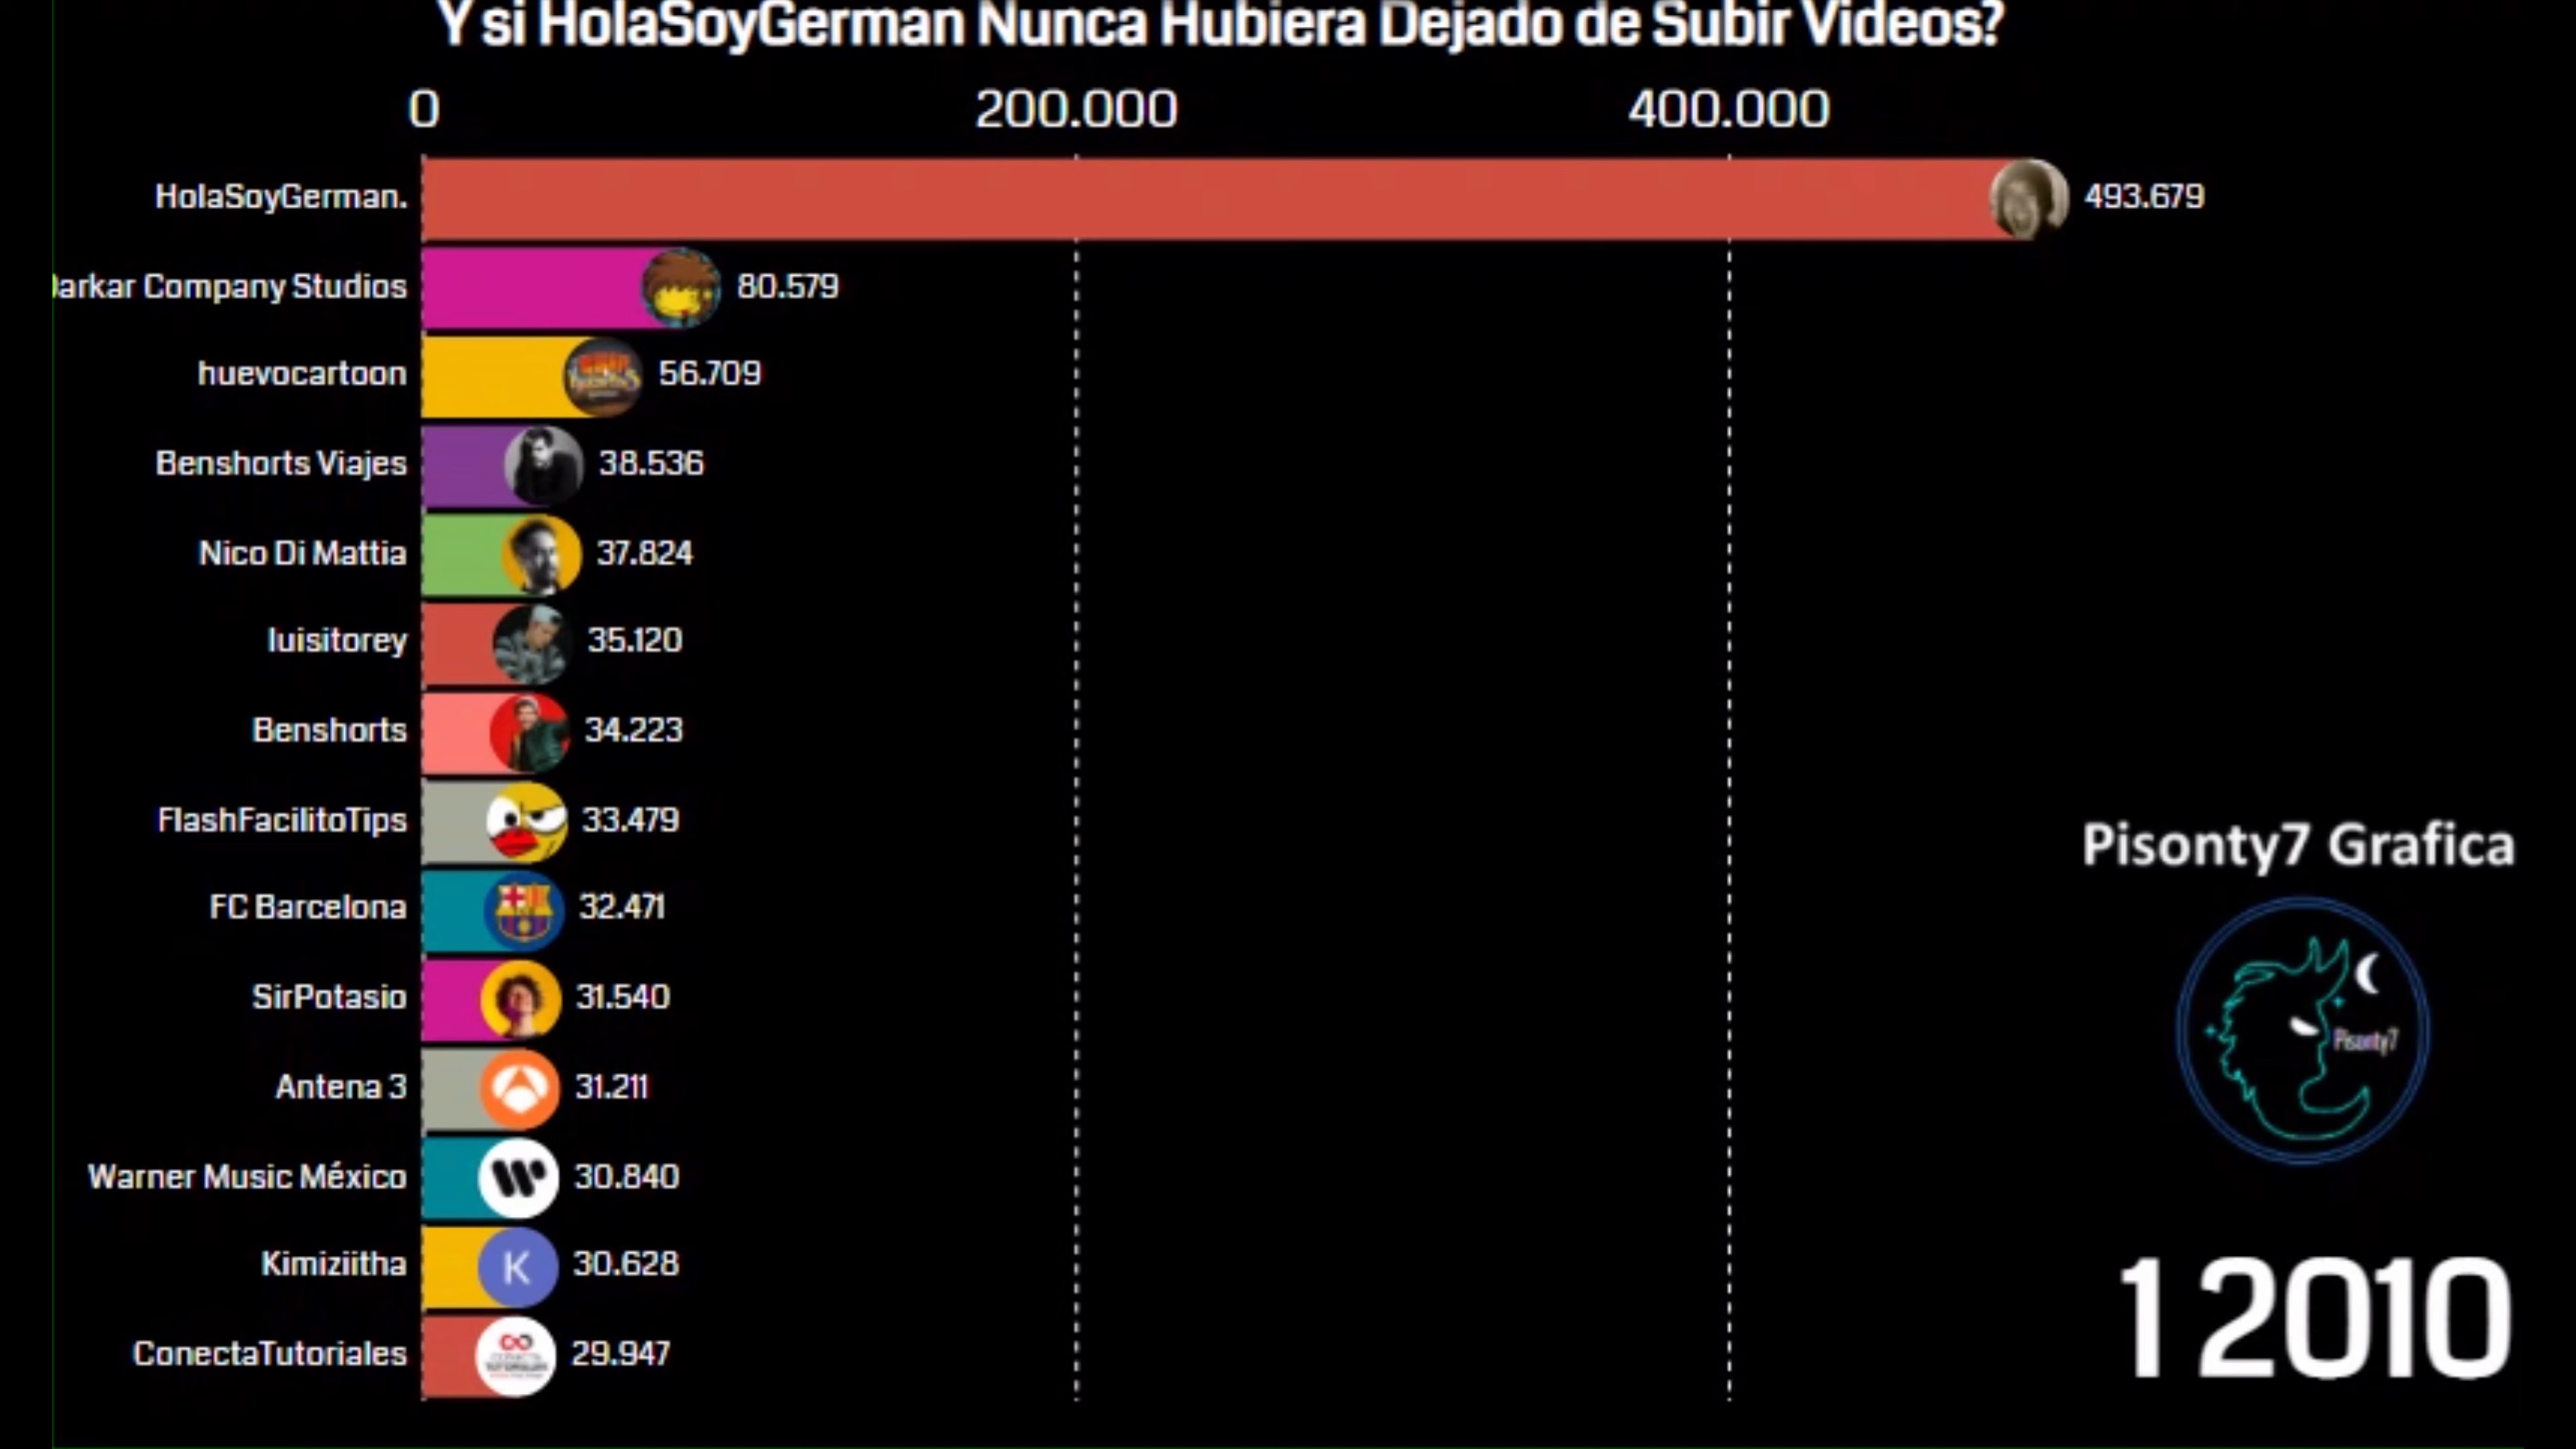 Y si HolaSoyGerman Nunca Hubiera Dejado de Subir Videos?
0 200.000 400.000
HolaSoyGerman. 493.679
arkar Company Studios 80.579
huevocartoon 56.709
Benshorts Viajes 38.536
Nico Di Mattia 37.824
luisitorey 35.120
Benshorts 34.223
FlashFacilitoTips 33.479
FC Barcelona 32.471
SirPotasio 31.540
Antena 3 31.211
Warner Music México 30.840
Kimiziitha K 30.628
ConectaTutoriales 29.947
Pisonty7 Grafica
Pisonty7
1 2010